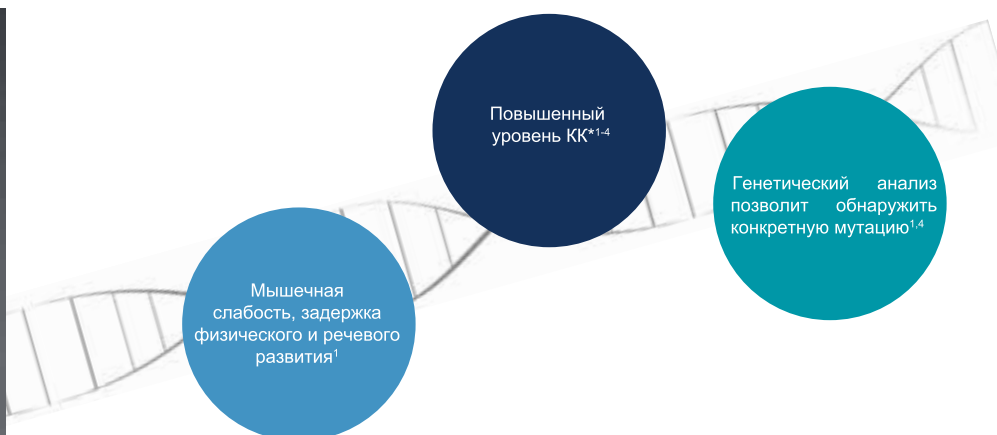 Повышенный
уровень КК*1-4
Генетический анализ
позволит обнаружить
конкретную мутацию1,4
Мышечная
слабость, задержка
физического и речевого
развития1